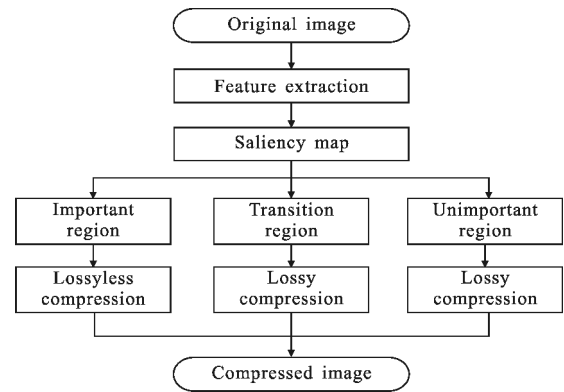 Original image
Feature extraction
Saliency map
Important
region
Transition
region
Unimportant
region
Lossyless
compression
Lossy
compression
Lossy
compression
Compressed image